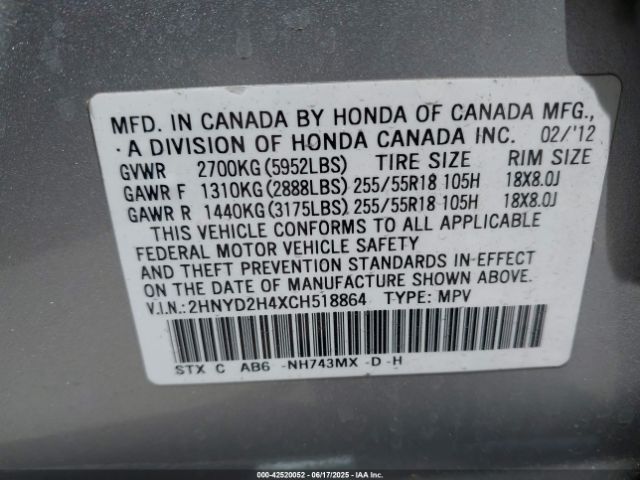 MFD. IN CANADA BY HONDA OF CANADA MFG.,
A DIVISION OF HONDA CANADA INC. 02/'12
GVWR 2700KG(5952LBS) TIRE SIZE RIM SIZE
GAWR F 1310KG(2888LBS) 255/55R18 105H 18X8.0J
GAWR R 1440KG(3175LBS) 255/55R18 105H 18X8.0J
THIS VEHICLE CONFORMS TO ALL APPLICABLE
FEDERAL MOTOR VEHICLE SAFETY
AND THEFT PREVENTION STANDARDS IN EFFECT
ON THE DATE OF MANUFACTURE SHOWN ABOVE.
V.I.N.: 2HNYD2H4XCH518864 TYPE: MPV
STX C AB6 -NH743MX -D -H
000-42520052 (06/17/2025) IAAI.com